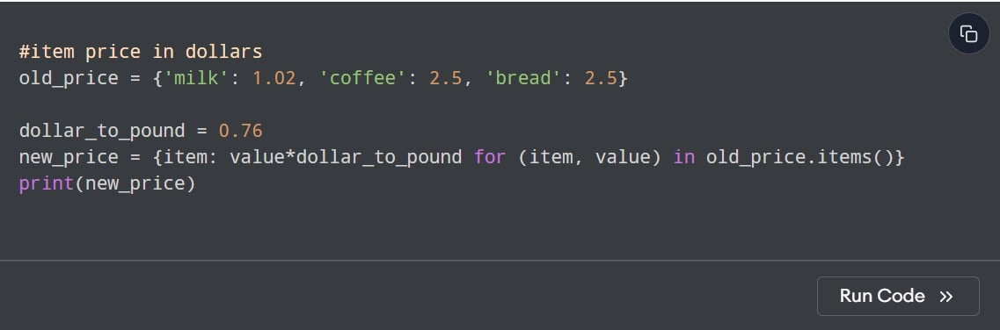 #item price in dollars
old_price = {'milk': 1.02, 'coffee': 2.5, 'bread': 2.5}
dollar_to_pound = 0.76
new_price = {item: value*dollar_to_pound for (item, value) in old_price.items()}
print(new_price)
Run Code